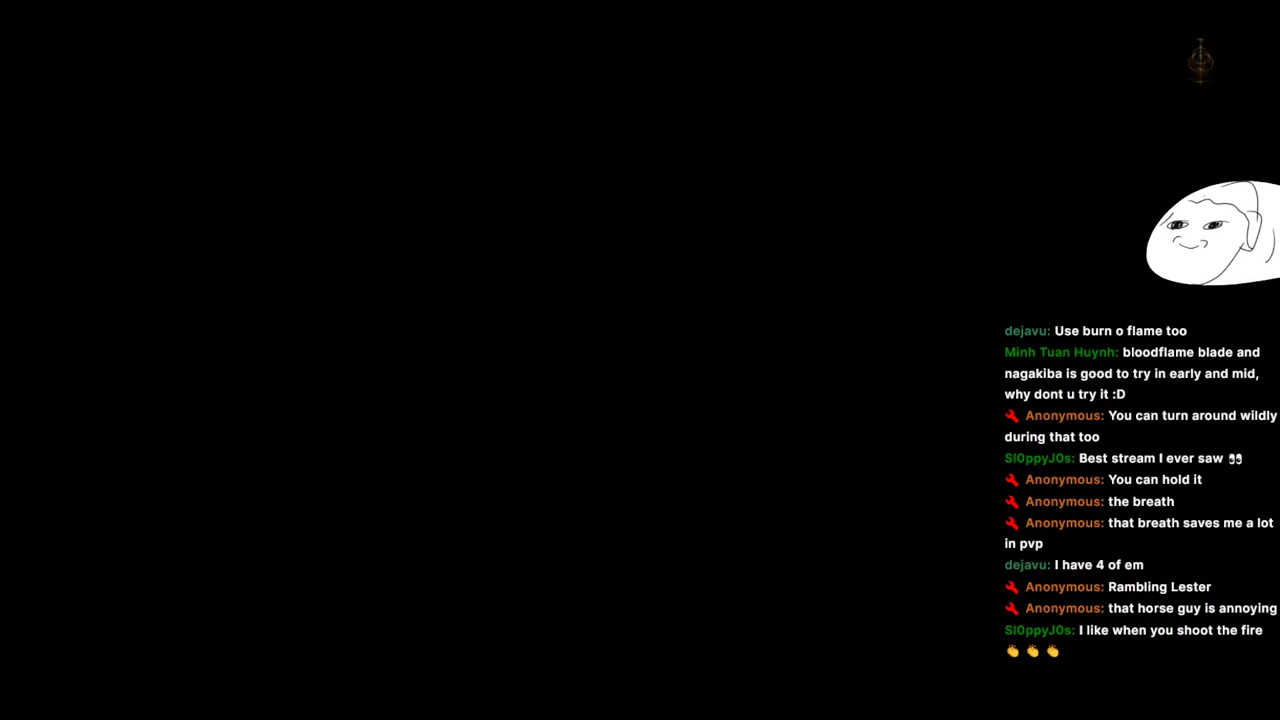 dejavu: Use burn o flame too
Minh Tuan Huynh: bloodflame blade and
nagakiba is good to try in early and mid,
why dont u try it :D
Anonymous: You can turn around wildly
during that too
Sl0ppyJ0s: Best stream I ever saw 👀
Anonymous: You can hold it
Anonymous: the breath
Anonymous: that breath saves me a lot
in pvp
dejavu: I have 4 of em
Anonymous: Rambling Lester
Anonymous: that horse guy is annoying
Sl0ppyJ0s: I like when you shoot the fire
👏 👏 👏